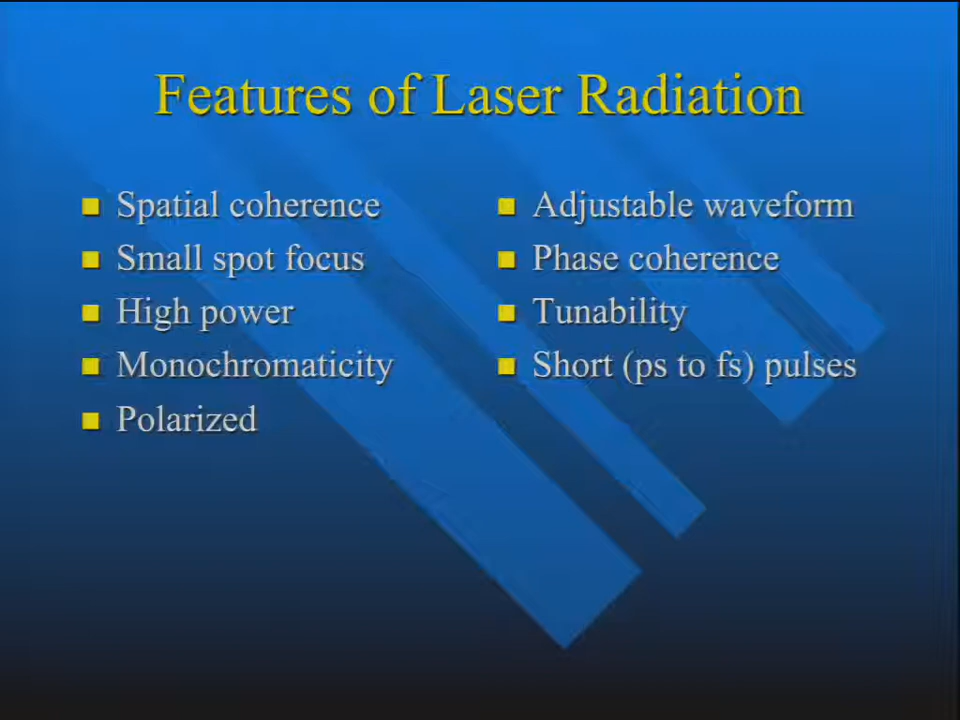 Features of Laser Radiation
Spatial coherence
Small spot focus
High power
Monochromaticity
Polarized
Adjustable waveform
Phase coherence
Tunability
Short (ps to fs) pulses